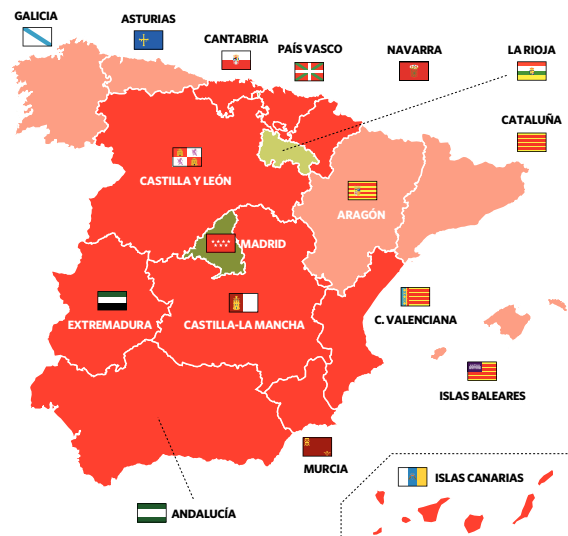 GALICIA
ASTURIAS
CANTABRIA
PAÍS VASCO
NAVARRA
LA RIOJA
CATALUÑA
CASTILLA Y LEÓN
ARAGÓN
MADRID
EXTREMADURA
CASTILLA-LA MANCHA
C. VALENCIANA
ISLAS BALEARES
MURCIA
ISLAS CANARIAS
ANDALUCÍA